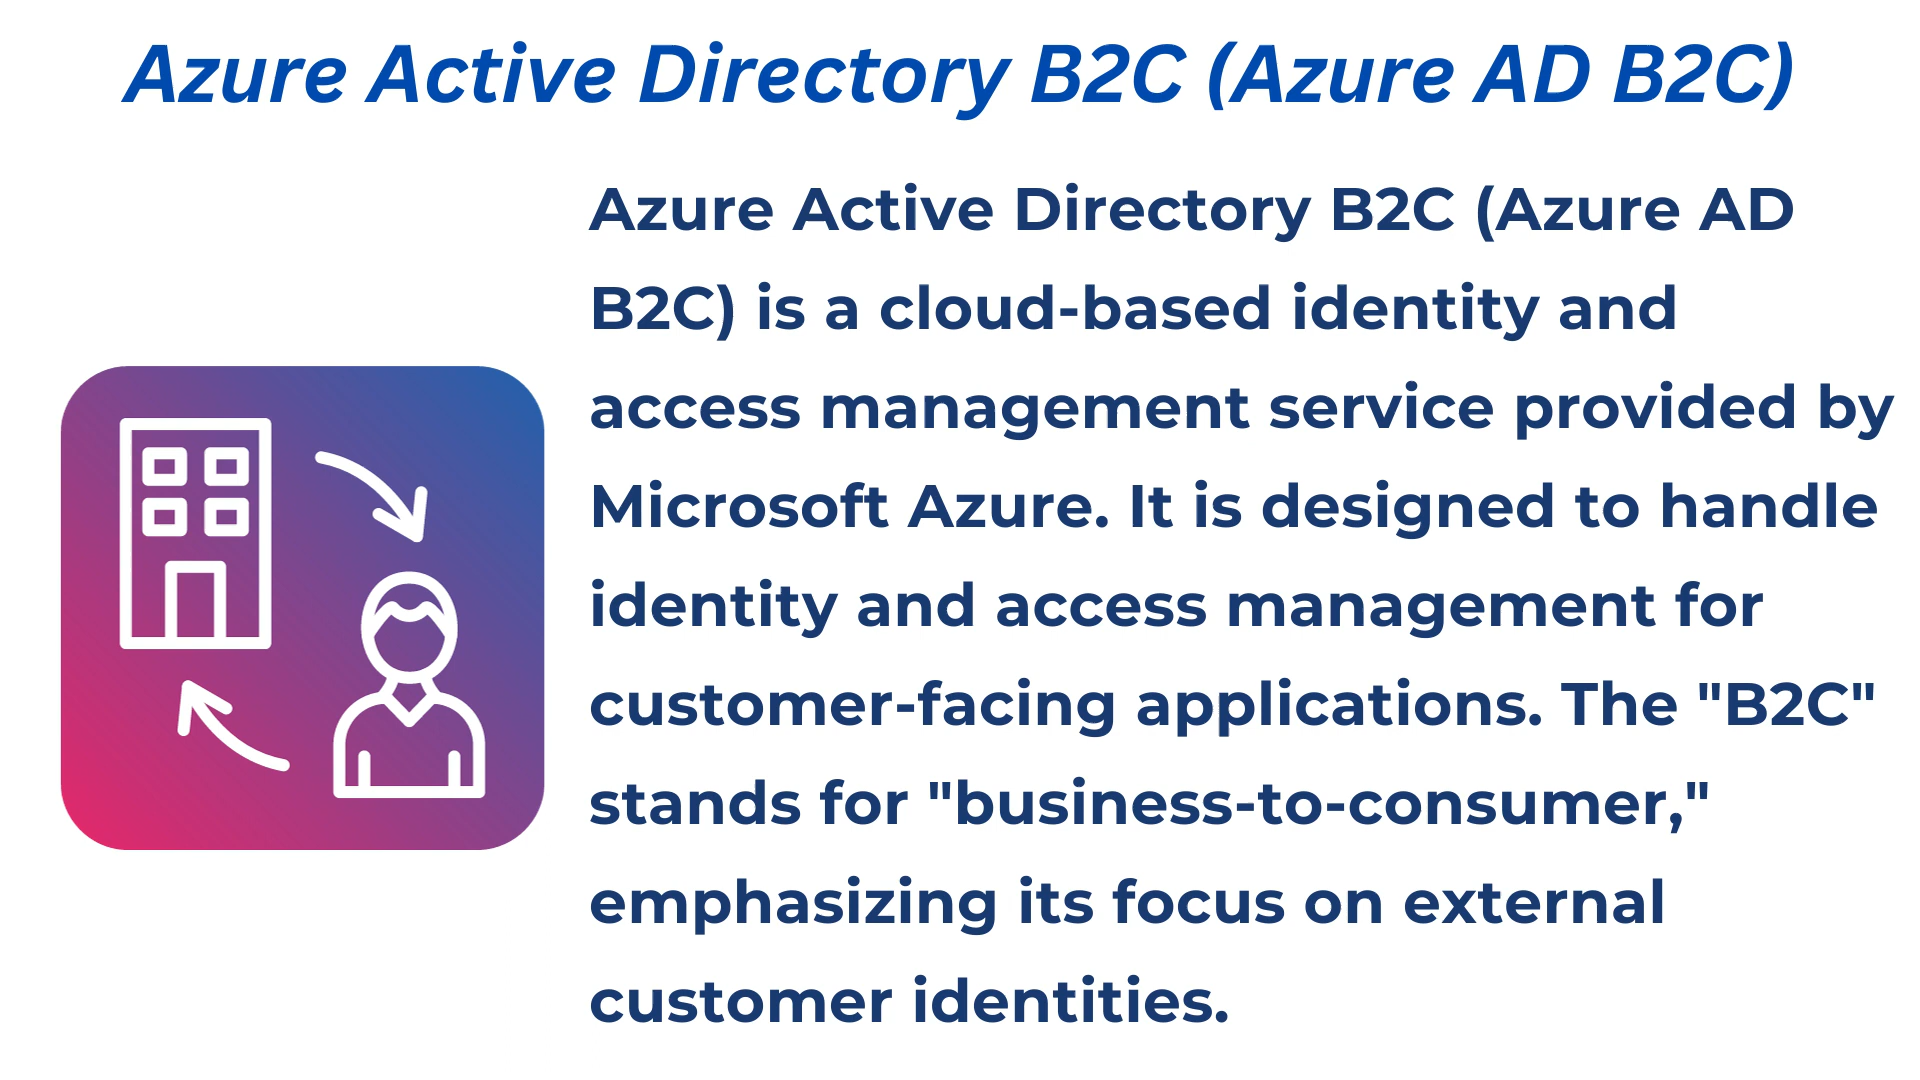 Azure Active Directory B2C (Azure AD B2C)
Azure Active Directory B2C (Azure AD
B2C) is a cloud-based identity and
access management service provided by
Microsoft Azure. It is designed to handle
identity and access management for
customer-facing applications. The "B2C"
stands for "business-to-consumer,"
emphasizing its focus on external
customer identities.